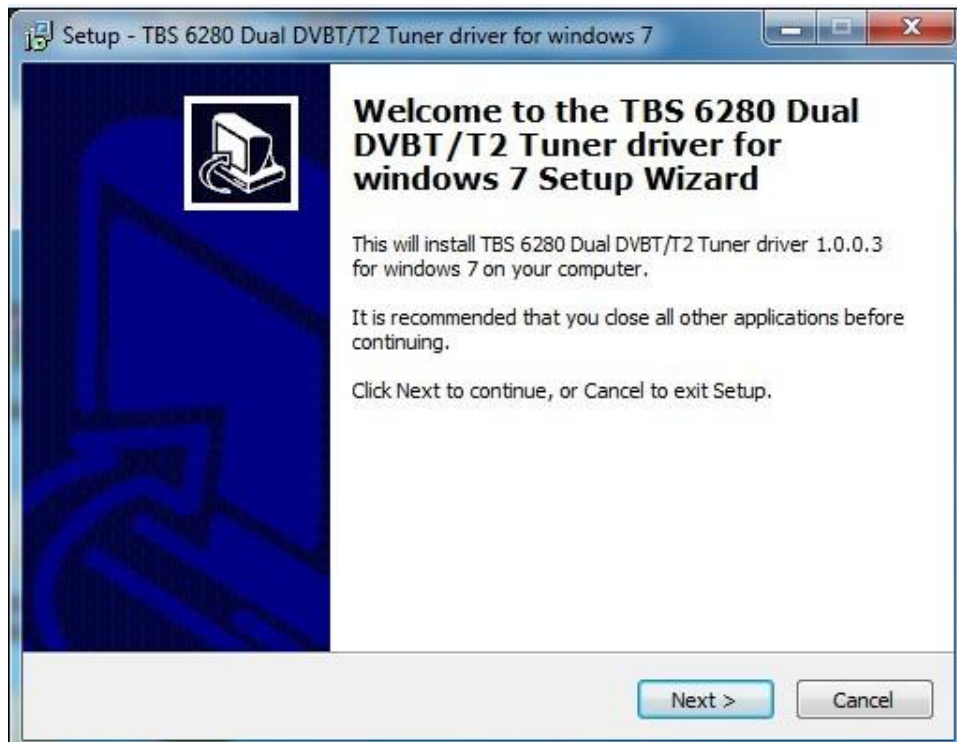 Setup - TBS 6280 Dual DVBT/T2 Tuner driver for windows 7
Welcome to the TBS 6280 Dual
DVBT/T2 Tuner driver for
windows 7 Setup Wizard
This will install TBS 6280 Dual DVBT/T2 Tuner driver 1.0.0.3
for windows 7 on your computer.
It is recommended that you close all other applications before
continuing.
Click Next to continue, or Cancel to exit Setup.
Next >
Cancel